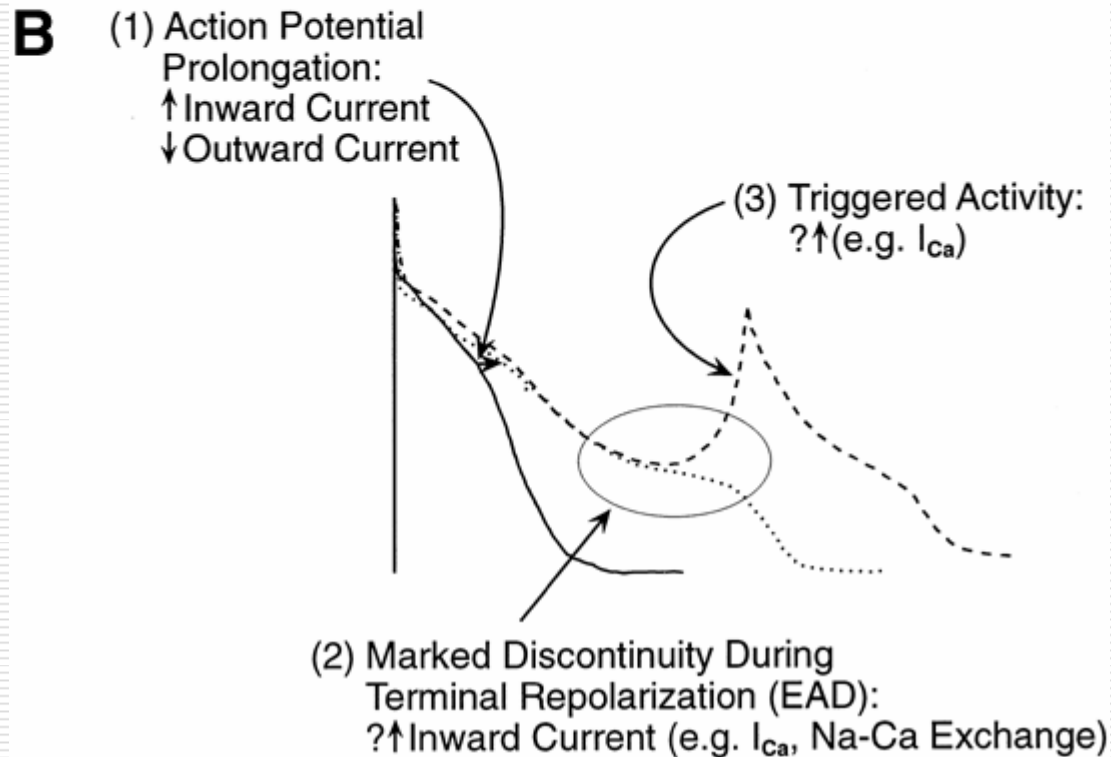 B
(1) Action Potential
Prolongation:
↑Inward Current
↓Outward Current
(3) Triggered Activity:
?↑(e.g. ICa)
(2) Marked Discontinuity During
Terminal Repolarization (EAD):
?↑Inward Current (e.g. ICa, Na-Ca Exchange)